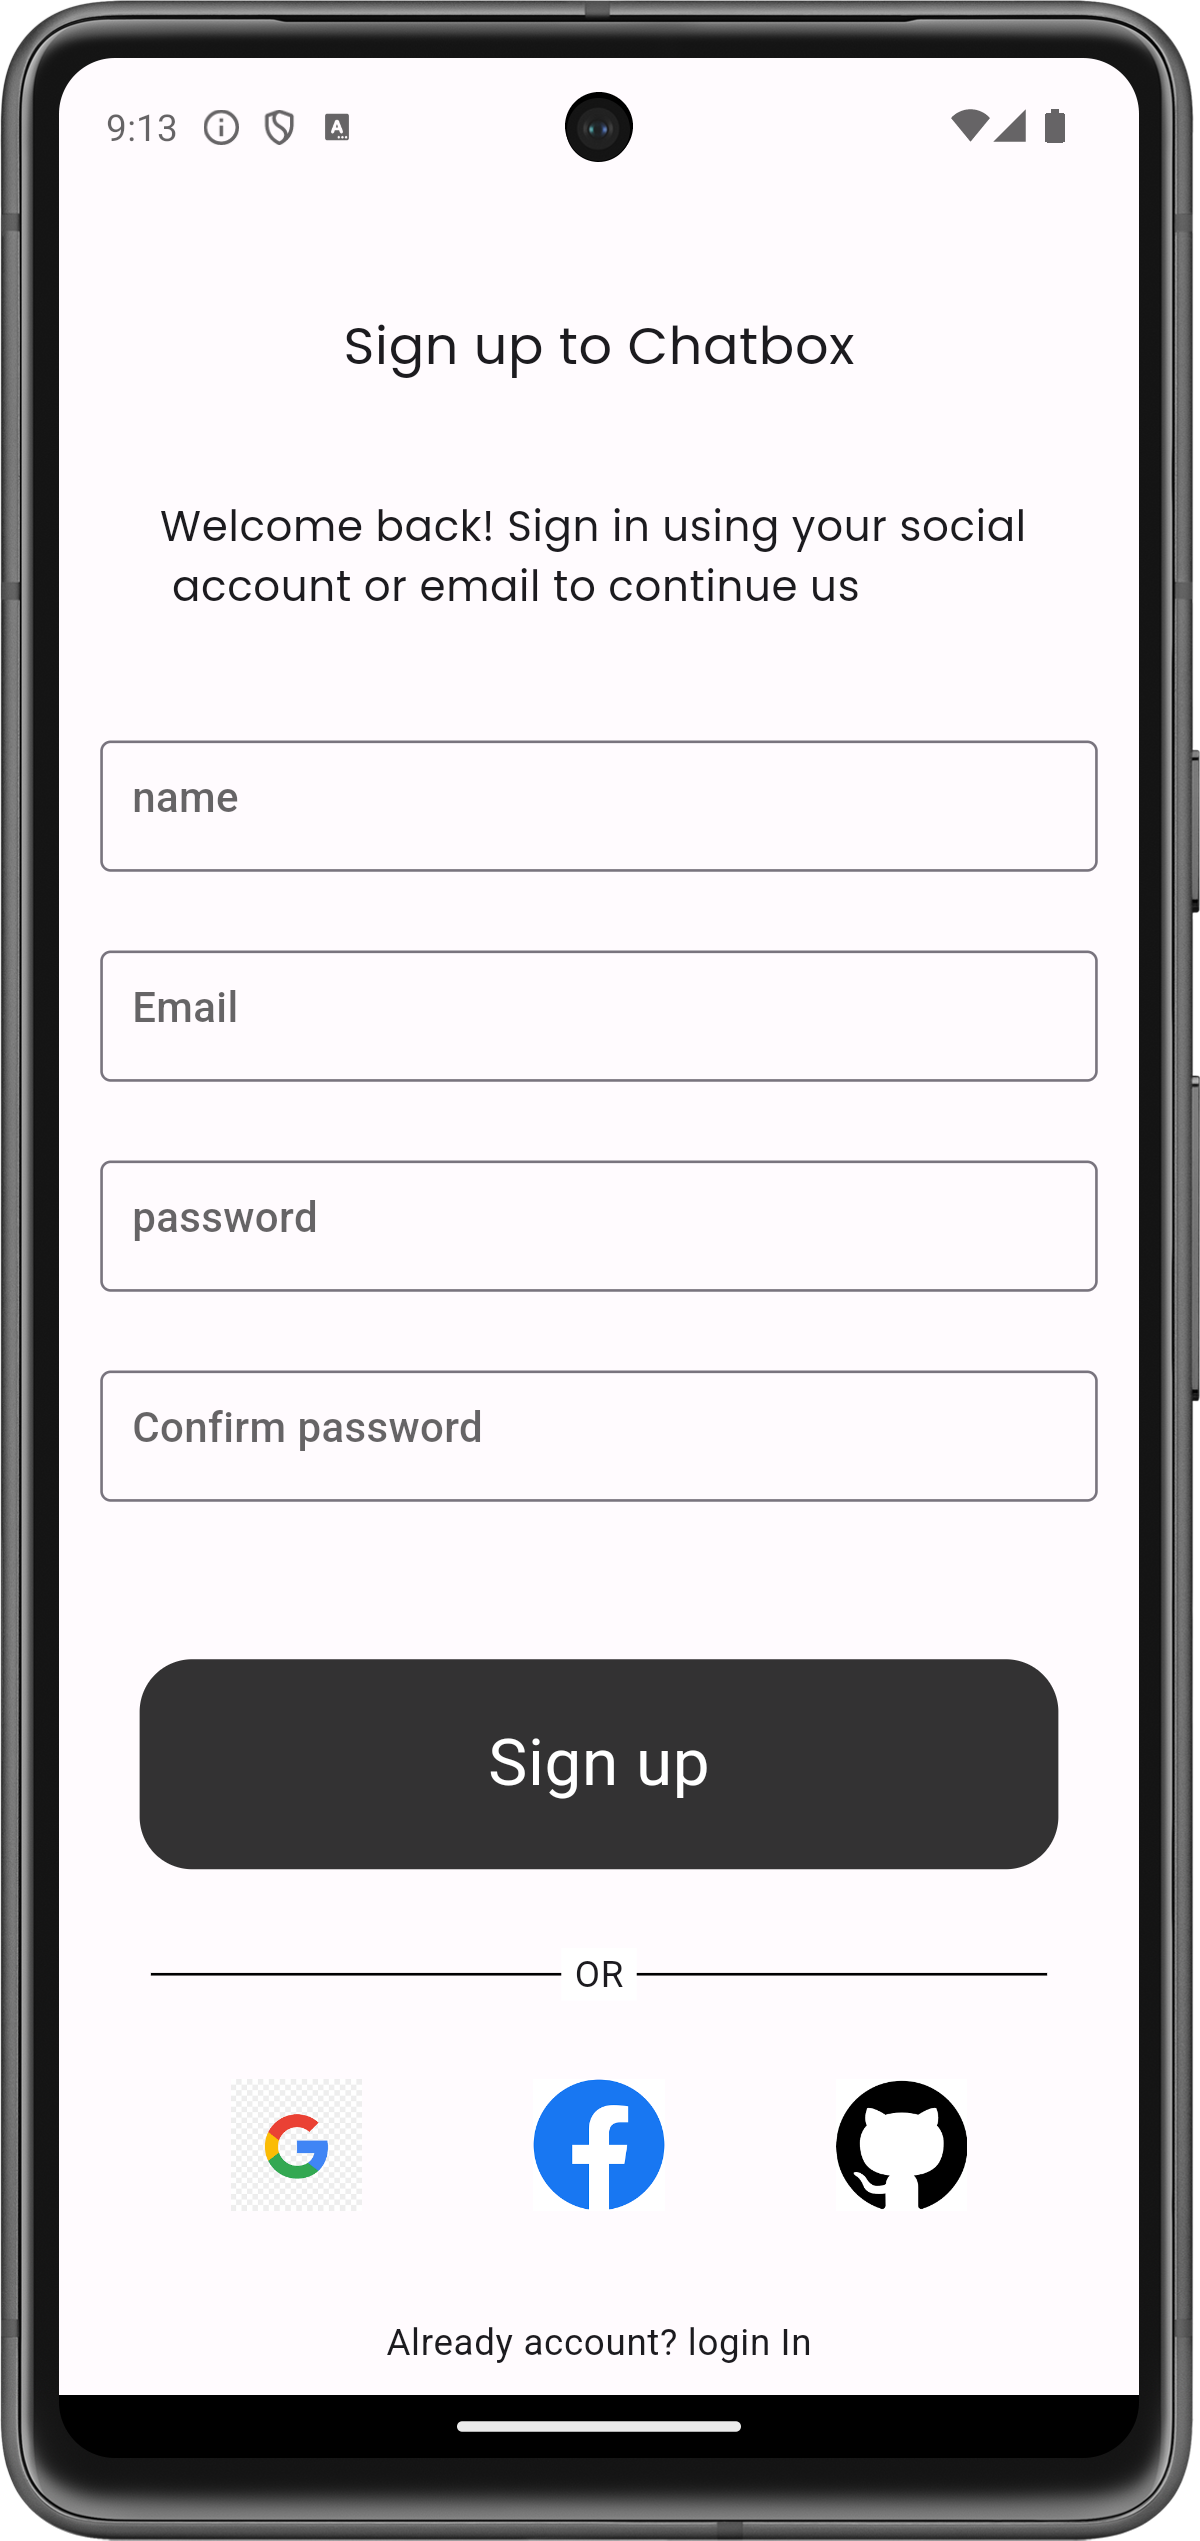 9:13
Sign up to Chatbox
Welcome back! Sign in using your social
account or email to continue us
name
Email
password
Confirm password
Sign up
OR
Already account? login In